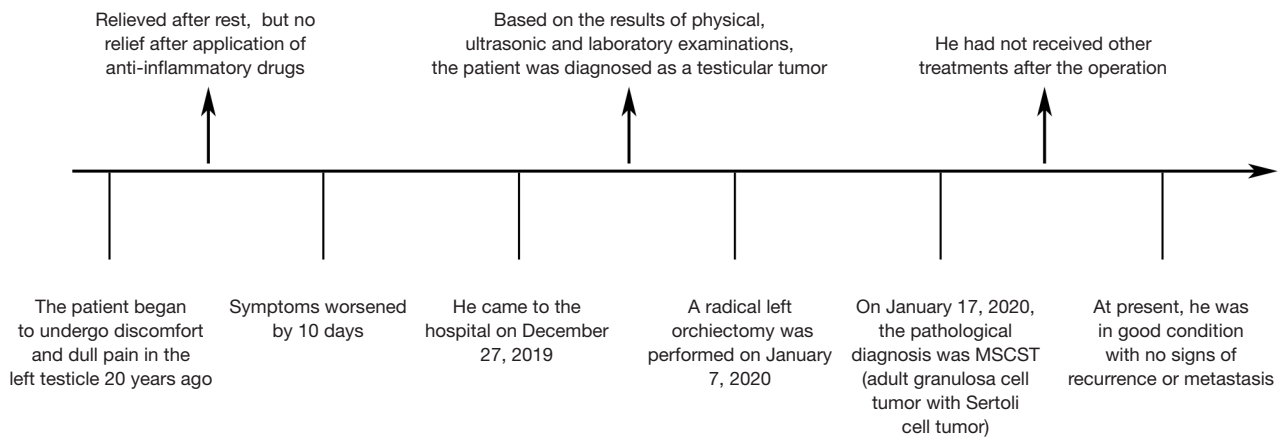 Relieved after rest, but no
relief after application of
anti-inflammatory drugs
Based on the results of physical,
ultrasonic and laboratory examinations,
the patient was diagnosed as a testicular tumor
He had not received other
treatments after the operation
The patient began
to undergo discomfort
and dull pain in the
left testicle 20 years ago
Symptoms worsened
by 10 days
He came to the
hospital on December
27, 2019
A radical left
orchiectomy was
performed on January
7, 2020
On January 17, 2020,
the pathological
diagnosis was MSCST
(adult granulosa cell
tumor with Sertoli
cell tumor)
At present, he was
in good condition
with no signs of
recurrence or metastasis